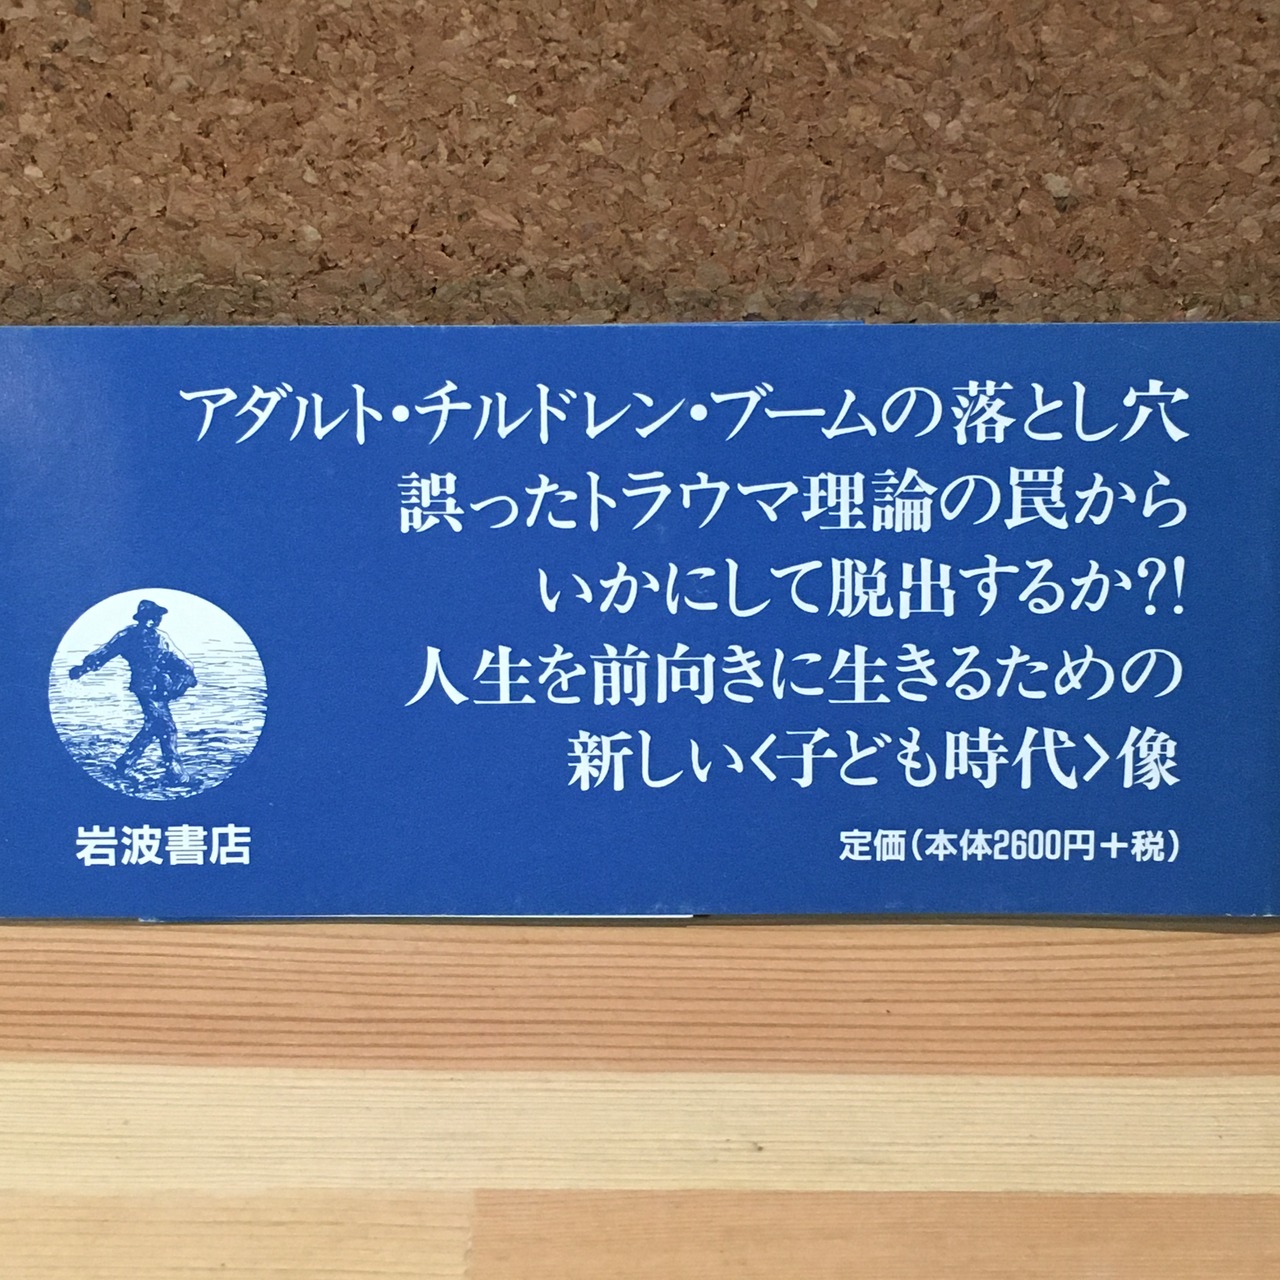 アダルト・チルドレン・ブームの落とし穴
誤ったトラウマ理論の罠から
いかにして脱出するか?!
人生を前向きに生きるための
新しい〈子ども時代〉像
岩波書店
定価(本体2600円+税)